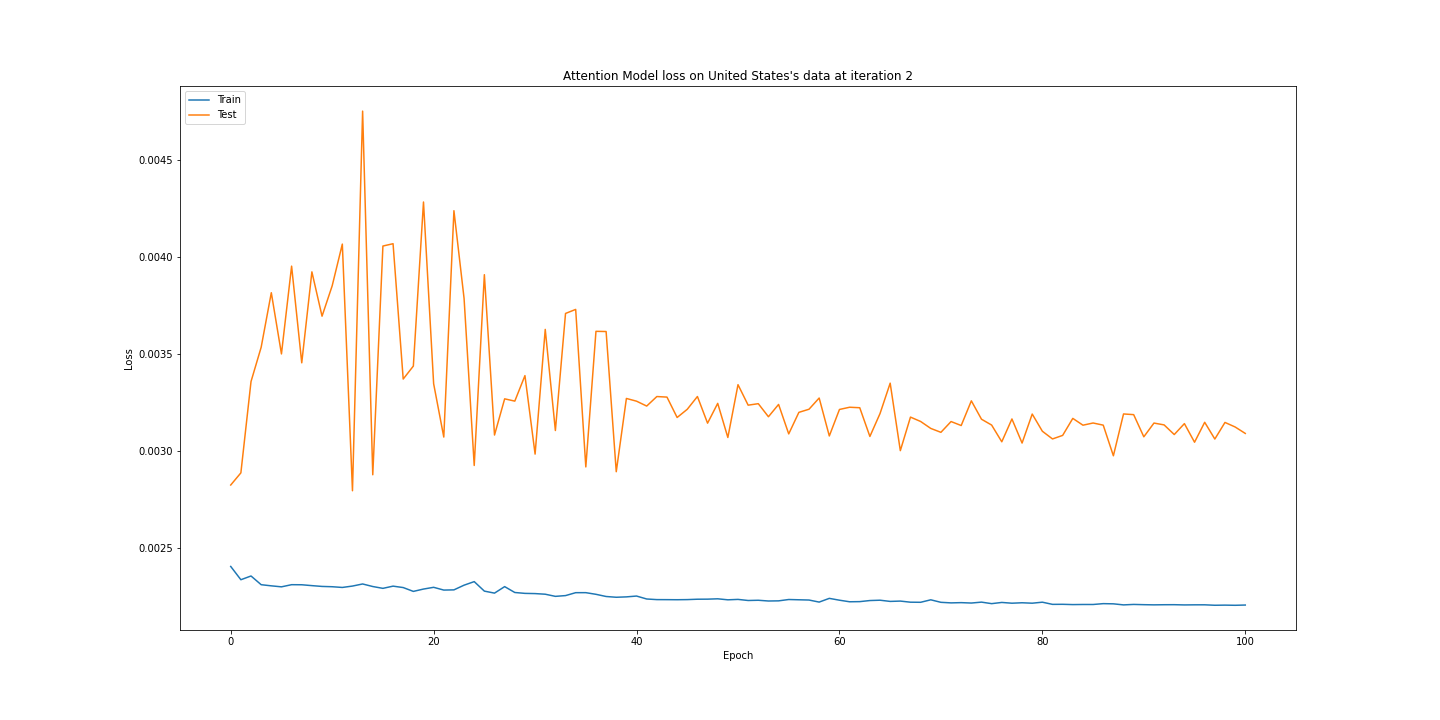 Attention Model loss on United States's data at iteration 2
Train
Test
0.0045
0.0040
0.0035
0.0030
0.0025
Loss
0 20 40 60 80 100
Epoch